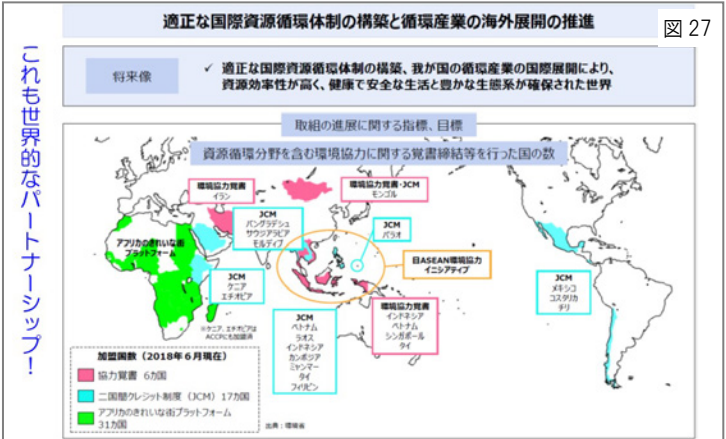 適正な国際資源循環体制の構築と循環産業の海外展開の推進
図 27
これも世界的なパートナーシップ！
将来像
✓ 適正な国際資源循環体制の構築、我が国の循環産業の国際展開により、
資源効率性が高く、健康で安全な生活と豊かな生態系が確保された世界
取組の進展に関する指標、目標
資源循環分野を含む環境協力に関する覚書締結等を行った国の数
環境協力覚書
イラン
環境協力覚書・JCM
モンゴル
JCM
バングラデシュ
サウジアラビア
モルディブ
JCM
パラオ
アフリカのきれいな街
プラットフォーム
日ASEAN環境協力
イニシアティブ
JCM
ケニア
エチオピア
JCM
メキシコ
コスタリカ
チリ
※ケニア、エチオピアは
ACCPにも加盟済
JCM
ベトナム
ラオス
インドネシア
カンボジア
ミャンマー
タイ
フィリピン
環境協力覚書
インドネシア
ベトナム
シンガポール
タイ
加盟国数（2018年6月現在）
協力覚書 6カ国
二国間クレジット制度（JCM）17カ国
アフリカのきれいな街プラットフォーム
31カ国
出典：環境省